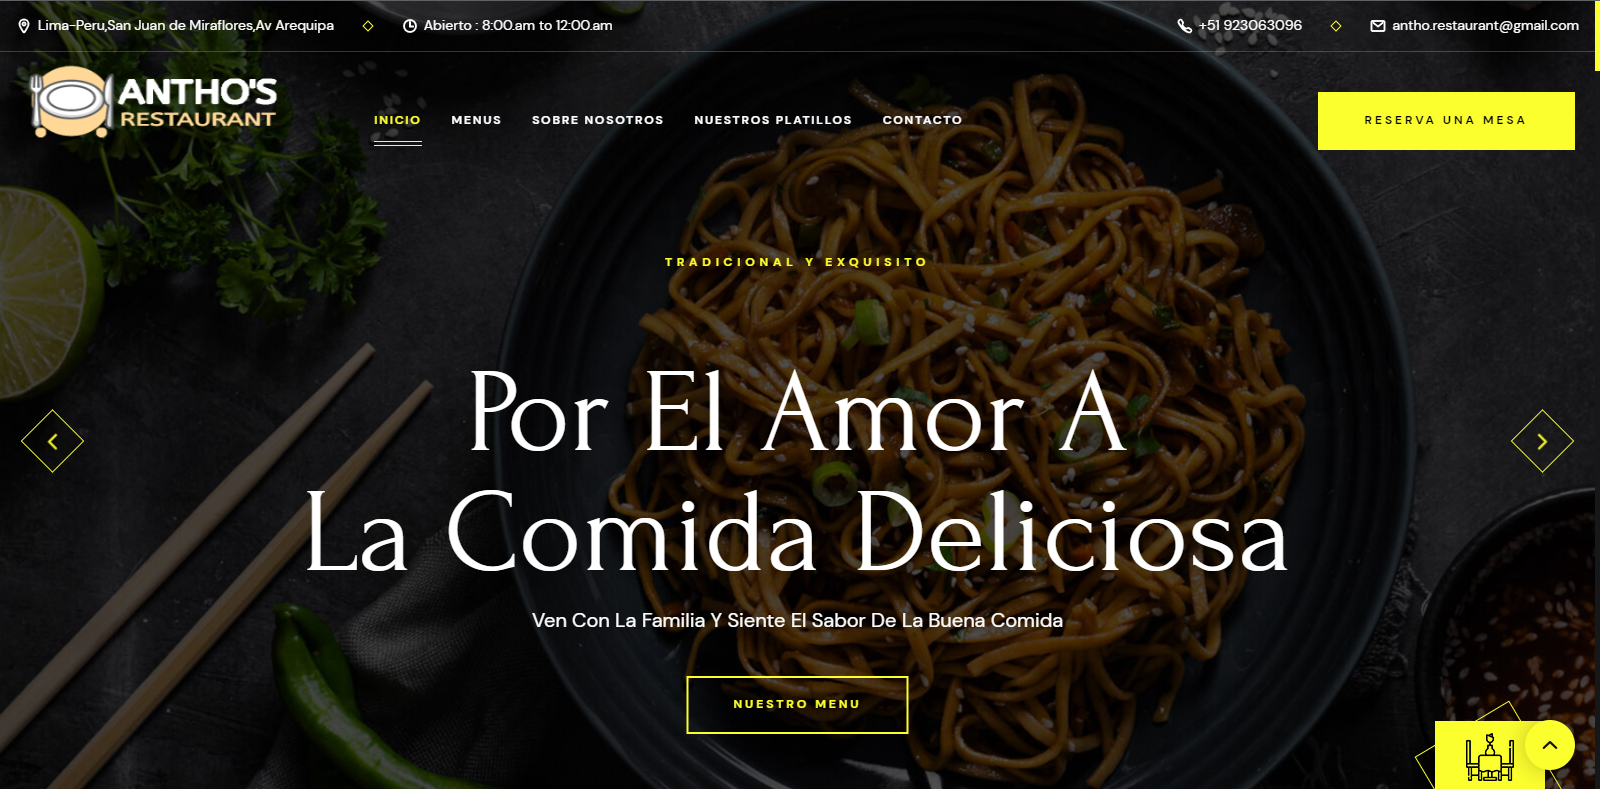 Lima-Peru,San Juan de Miraflores,Av Arequipa
Abierto : 8:00.am to 12:00.am
+51 923063096
antho.restaurant@gmail.com
ANTHO'S
RESTAURANT
INICIO
MENUS
SOBRE NOSOTROS
NUESTROS PLATILLOS
CONTACTO
RESERVA UNA MESA
TRADICIONAL Y EXQUISITO
Por El Amor A
La Comida Deliciosa
Ven Con La Familia Y Siente El Sabor De La Buena Comida
NUESTRO MENU